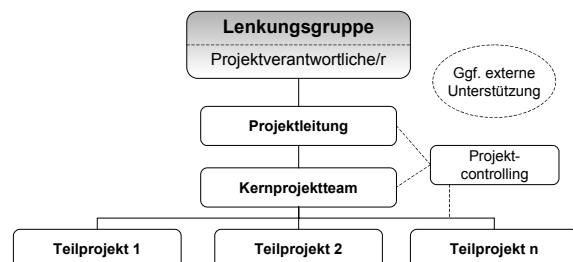 Lenkungsgruppe
Projektverantwortliche/r
Ggf. externe
Unterstützung
Projektleitung
Projekt-
controlling
Kernprojektteam
Teilprojekt 1
Teilprojekt 2
Teilprojekt n